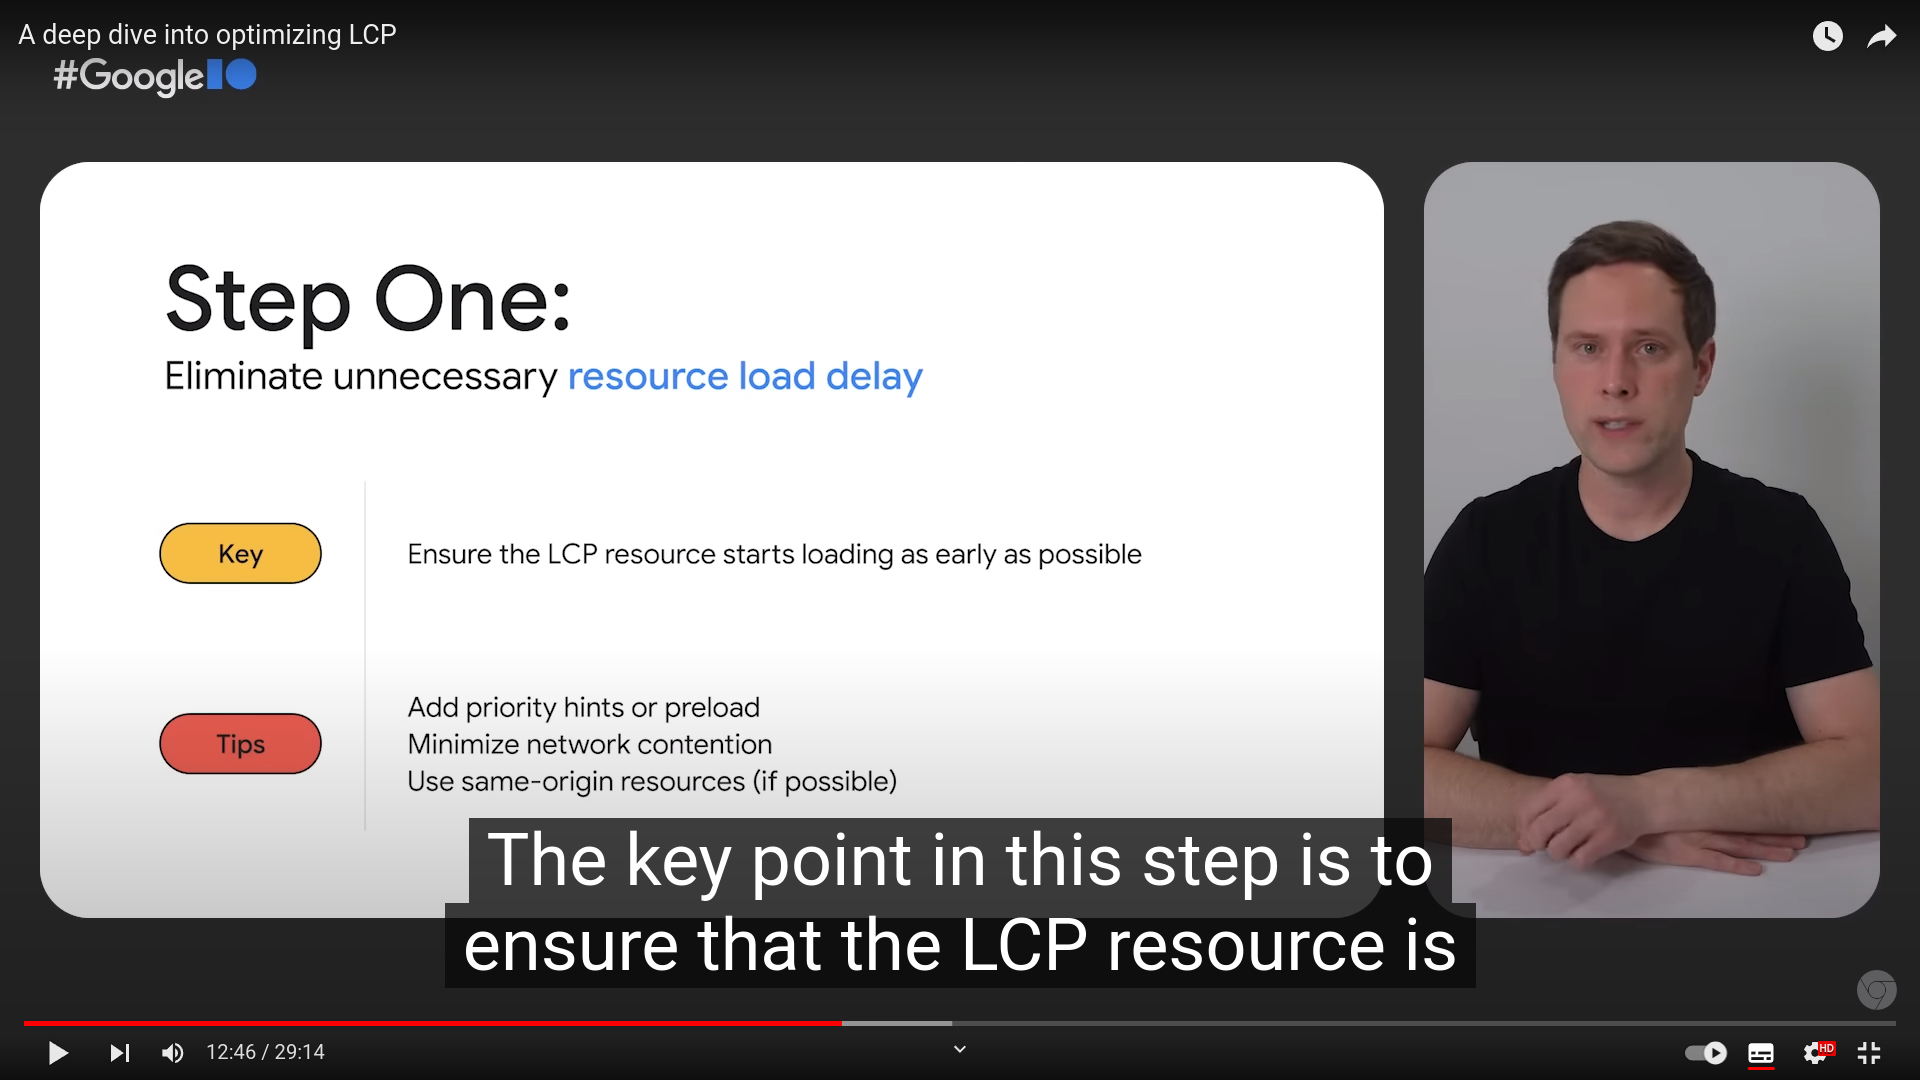 A deep dive into optimizing LCP
#GoogleIO
Step One:
Eliminate unnecessary resource load delay
Key
Ensure the LCP resource starts loading as early as possible
Tips
Add priority hints or preload
Minimize network contention
Use same-origin resources (if possible)
The key point in this step is to
ensure that the LCP resource is
12:46 / 29:14
HD